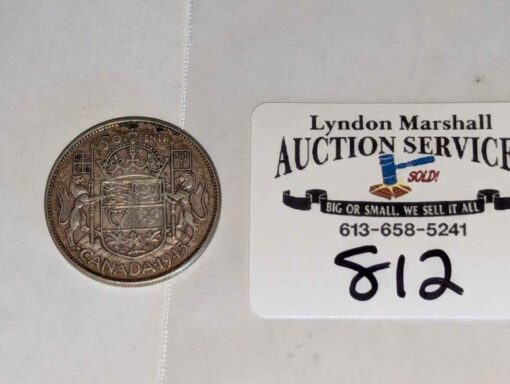 50 CENTS
CANADA
Lyndon Marshall
AUCTION SERVICE
SOLD!
BIG OR SMALL, WE SELL IT ALL
613-658-5241
812